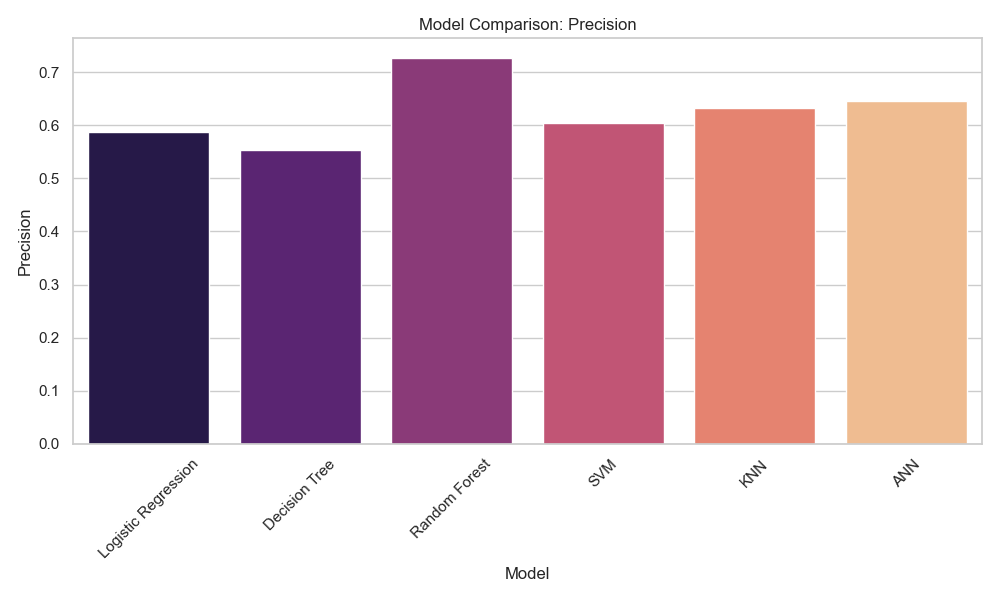 Model Comparison: Precision
Precision
0.7
0.6
0.5
0.4
0.3
0.2
0.1
0.0
Logistic Regression
Decision Tree
Random Forest
SVM
KNN
ANN
Model